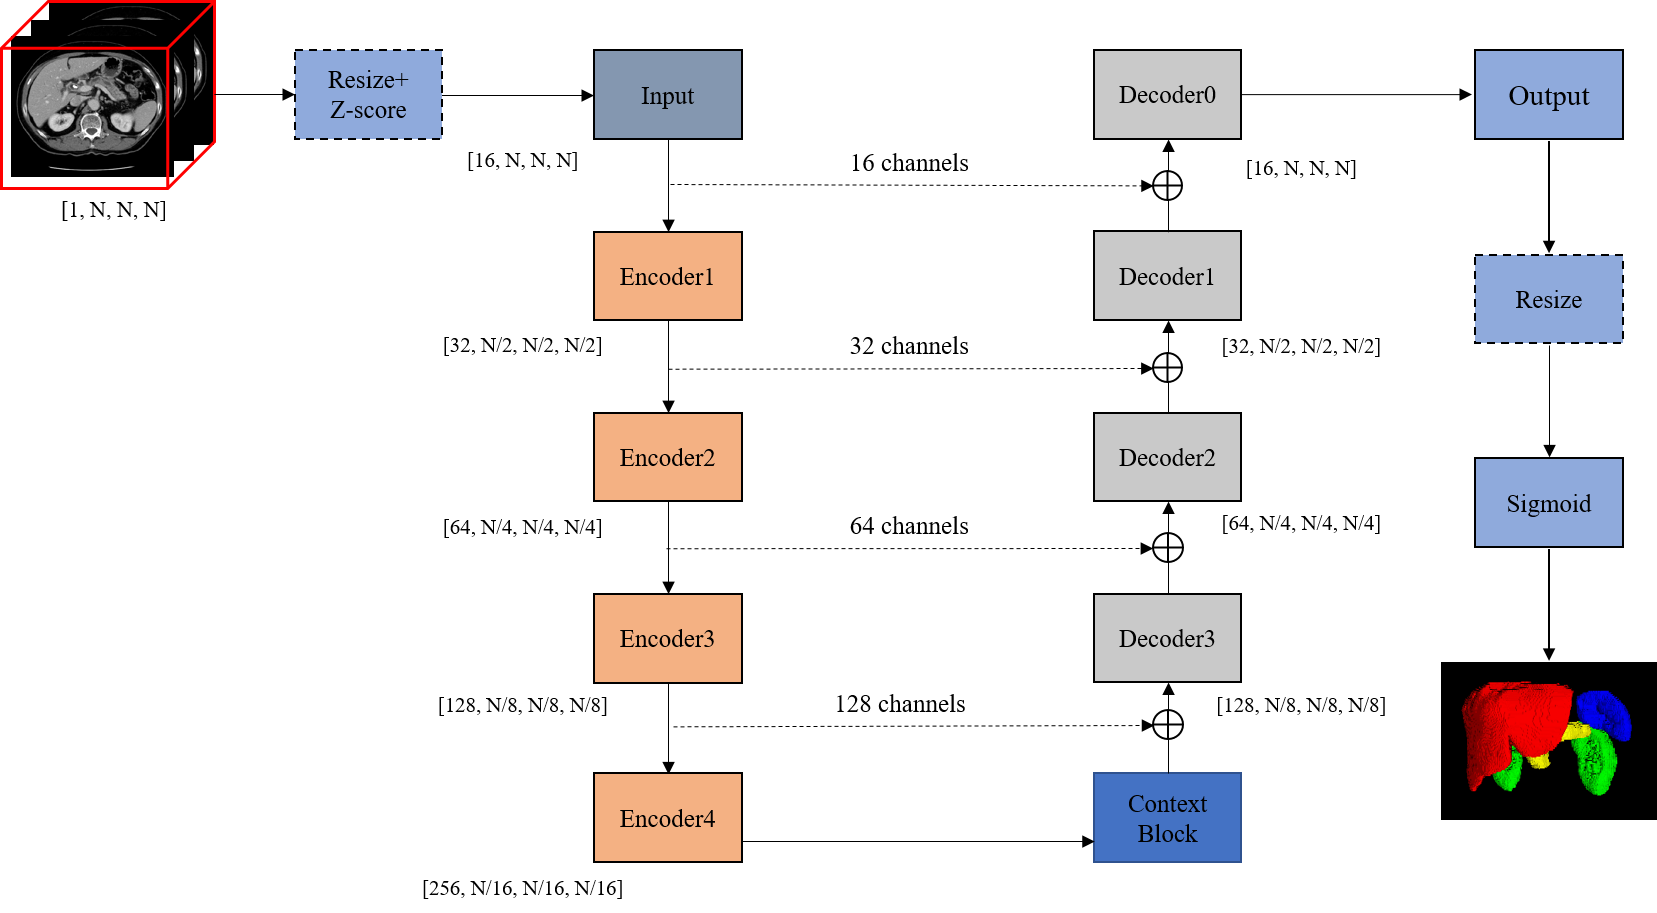 [1, N, N, N]
Resize+
Z-score
Input
[16, N, N, N]
16 channels
Decoder0
[16, N, N, N]
Output
Encoder1
[32, N/2, N/2, N/2]
32 channels
Decoder1
[32, N/2, N/2, N/2]
Resize
Encoder2
[64, N/4, N/4, N/4]
64 channels
Decoder2
[64, N/4, N/4, N/4]
Sigmoid
Encoder3
[128, N/8, N/8, N/8]
128 channels
Decoder3
[128, N/8, N/8, N/8]
Encoder4
[256, N/16, N/16, N/16]
Context
Block